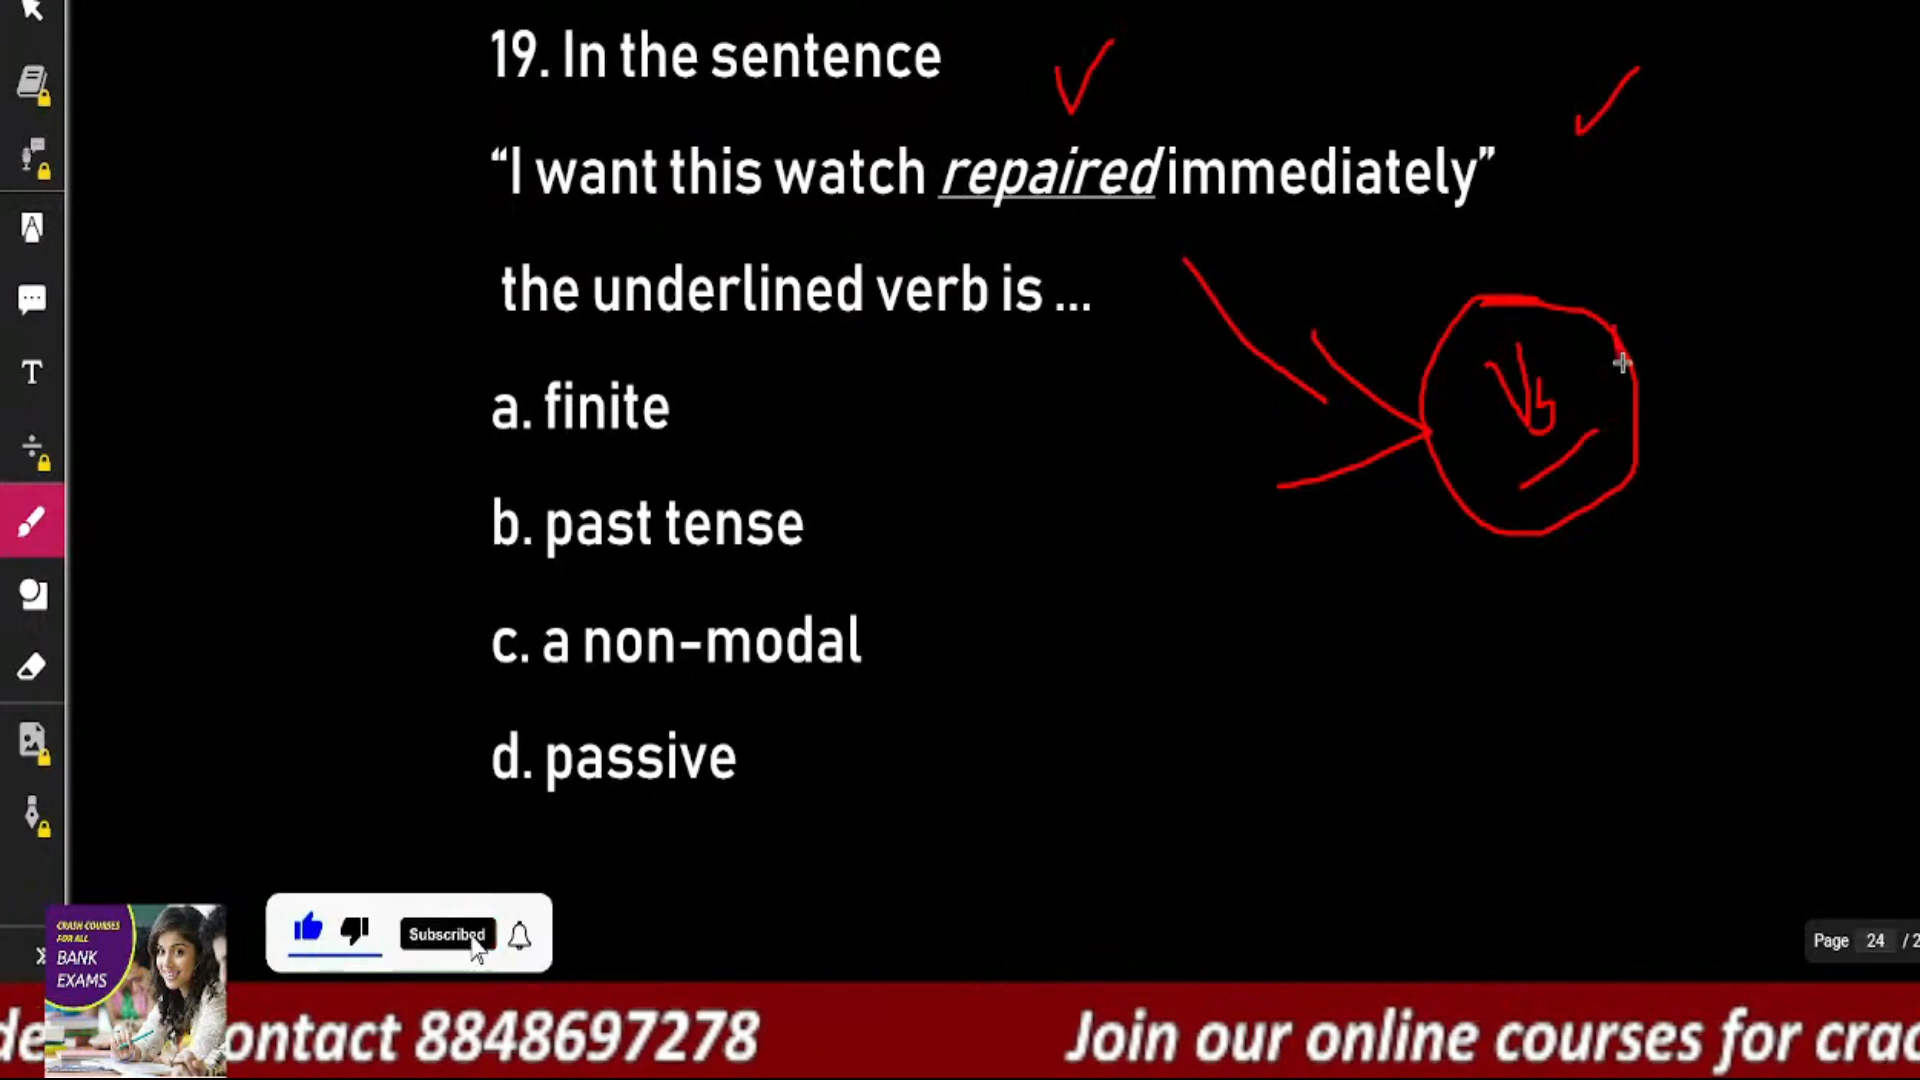 19. In the sentence
“I want this watch repaired immediately”
the underlined verb is ...
a. finite
b. past tense
c. a non-modal
d. passive
CRASH COURSES
FOR ALL
BANK
EXAMS
Subscribed
Page 24 / 2
ontact 8848697278 Join our online courses for crac